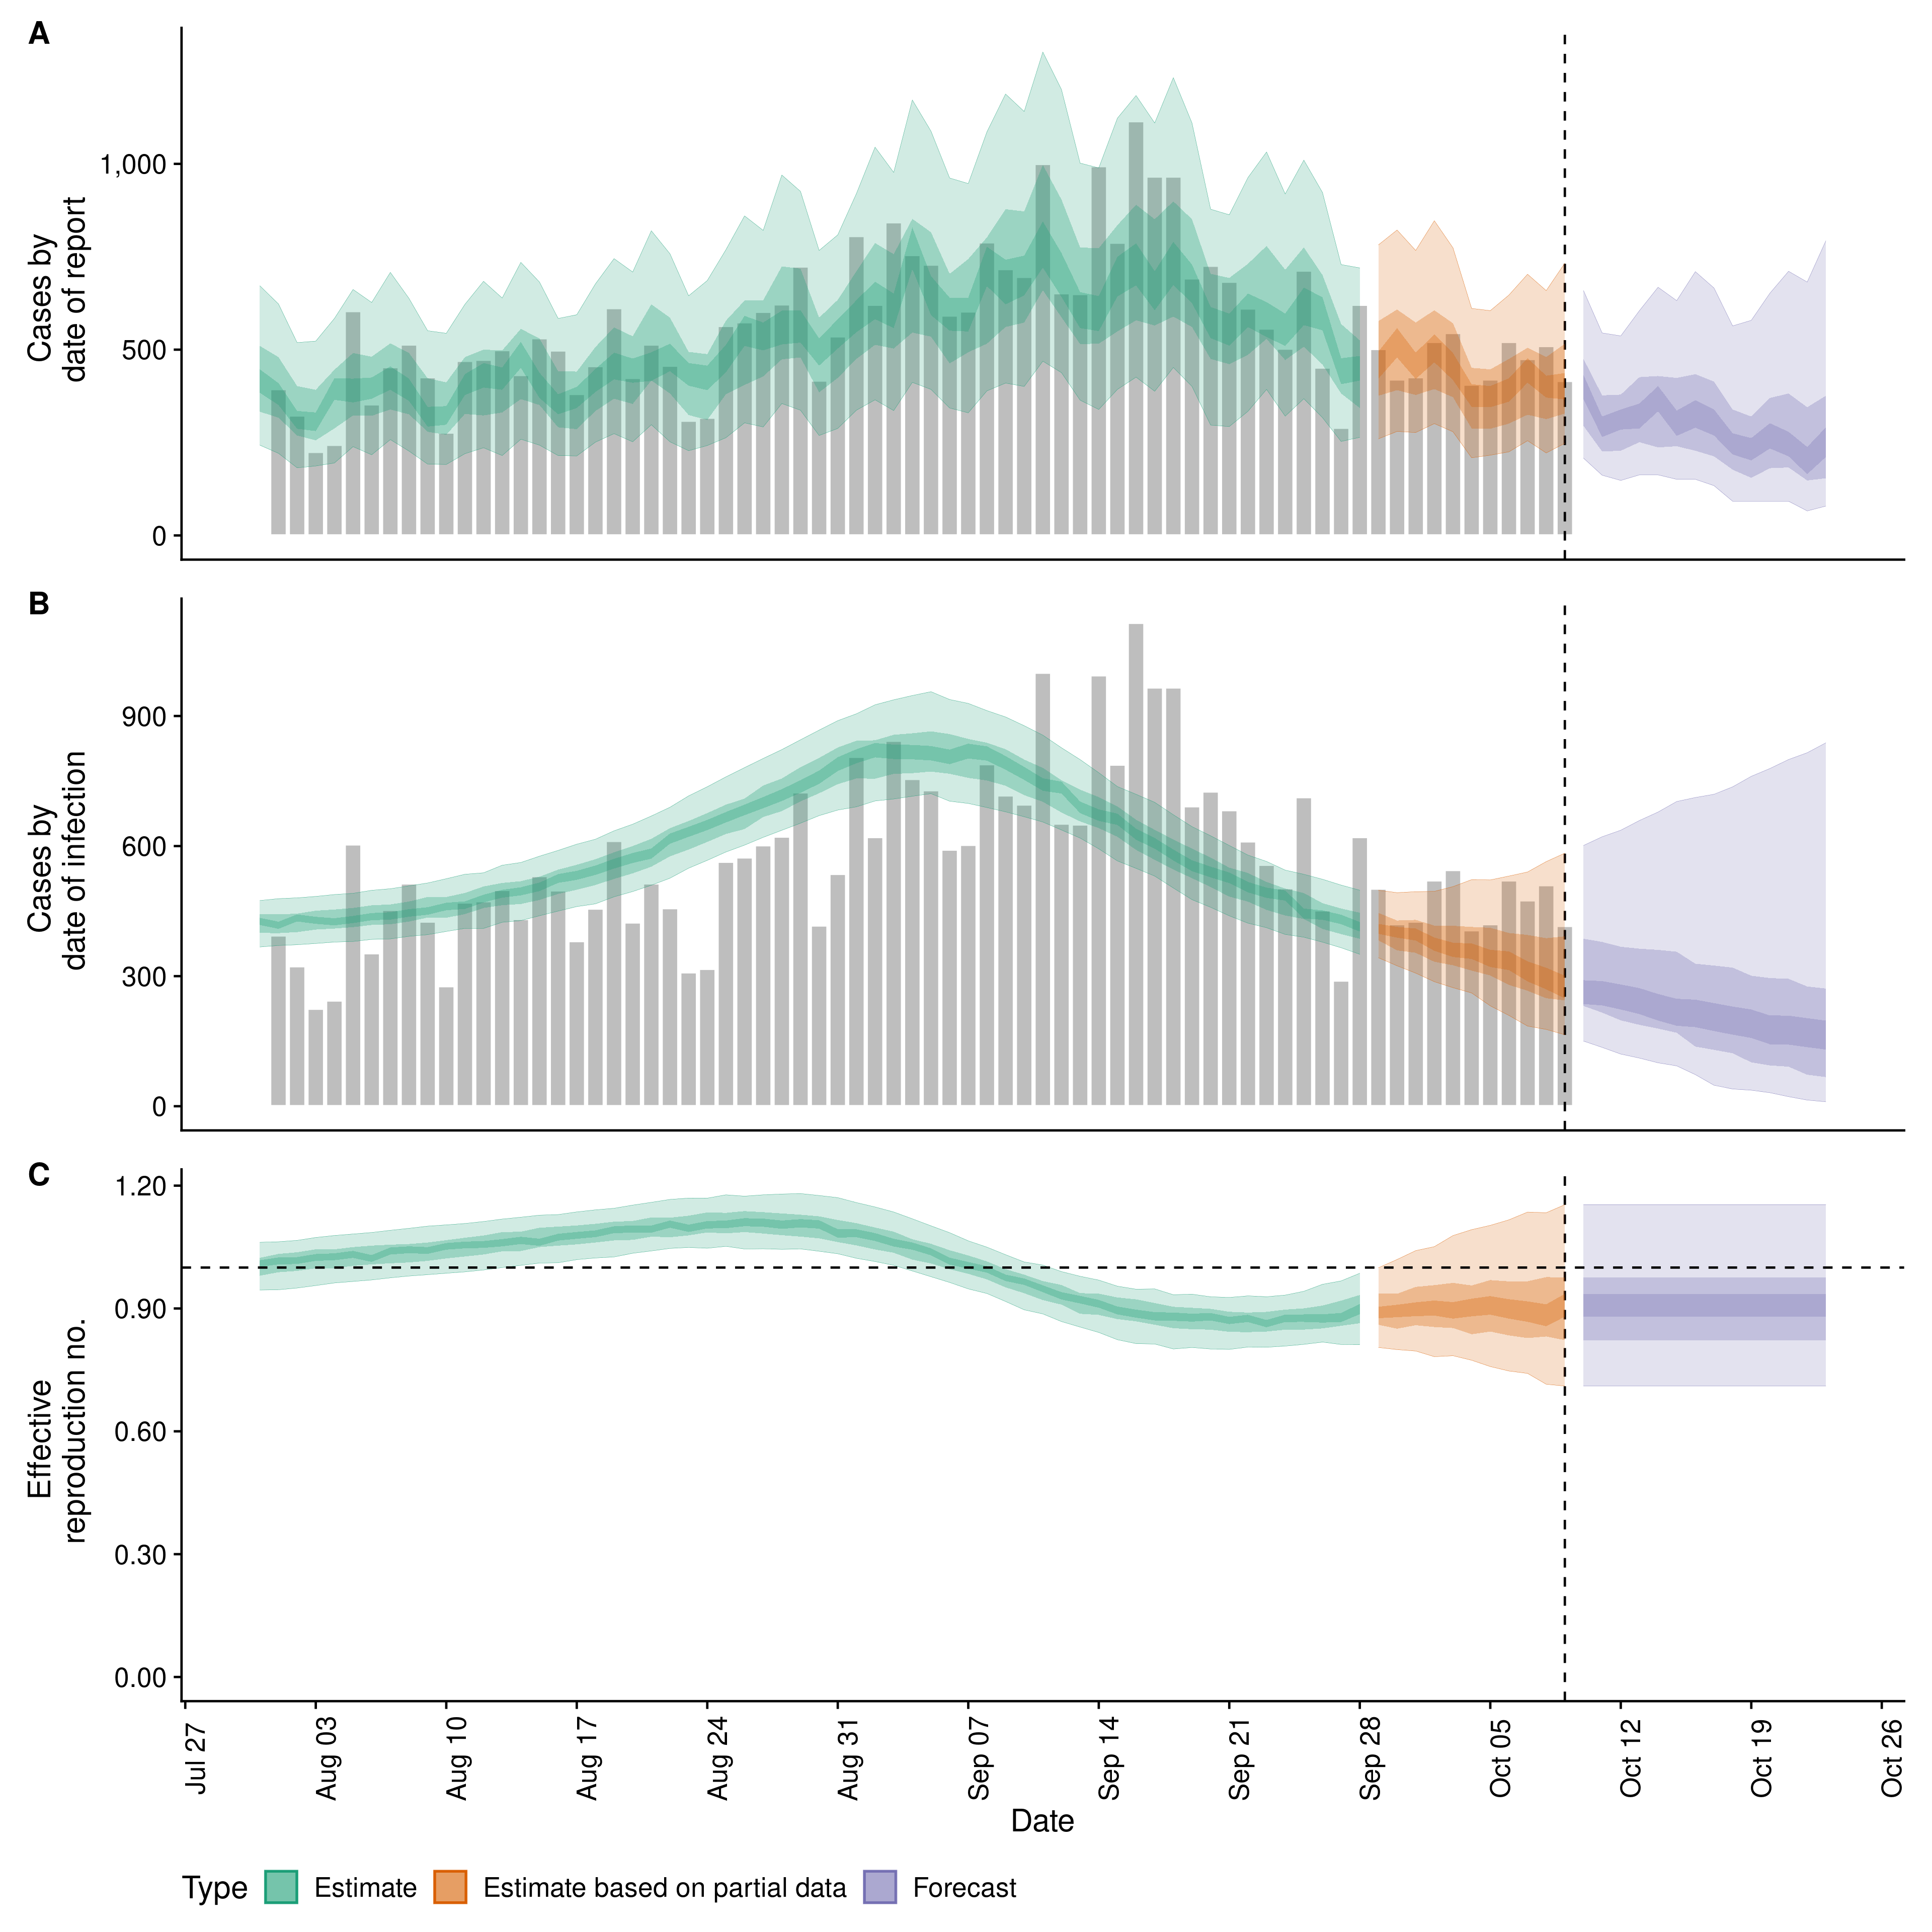 A
Cases by
date of report
1,000
500
0
B
Cases by
date of infection
900
600
300
0
C
Effective
reproduction no.
1.20
0.90
0.60
0.30
0.00
Jul 27
Aug 03
Aug 10
Aug 17
Aug 24
Aug 31
Sep 07
Sep 14
Sep 21
Sep 28
Oct 05
Oct 12
Oct 19
Oct 26
Date
Type Estimate Estimate based on partial data Forecast